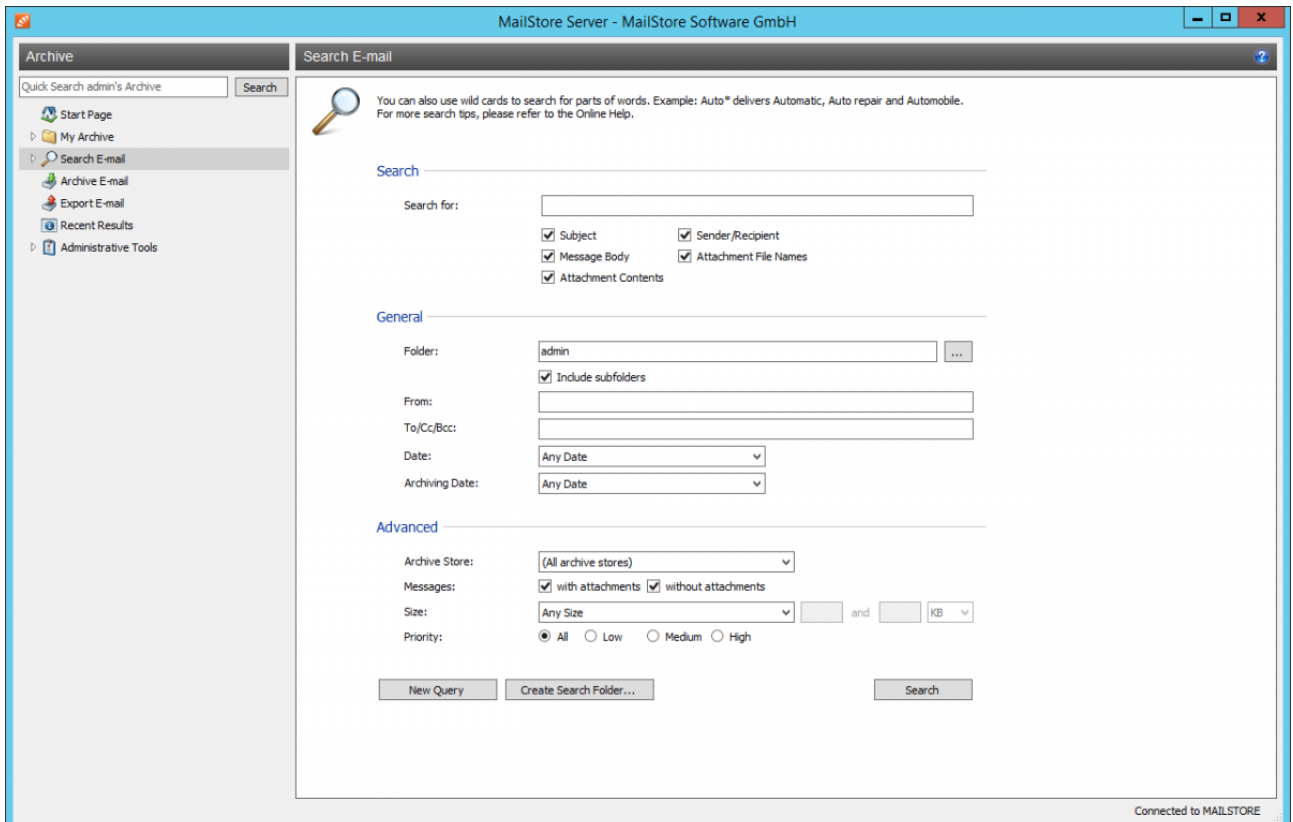 MailStore Server - MailStore Software GmbH
Archive
Search E-mail
Quick Search admin's Archive
Search
Start Page
My Archive
Search E-mail
Archive E-mail
Export E-mail
Recent Results
Administrative Tools
You can also use wild cards to search for parts of words. Example: Auto* delivers Automatic, Auto repair and Automobile.
For more search tips, please refer to the Online Help.
Search
Search for:
Subject
Sender/Recipient
Message Body
Attachment File Names
Attachment Contents
General
Folder:
admin
...
Include subfolders
From:
To/Cc/Bcc:
Date:
Any Date
Archiving Date:
Any Date
Advanced
Archive Store:
(All archive stores)
Messages:
with attachments
without attachments
Size:
Any Size
and
KB
Priority:
All
Low
Medium
High
New Query
Create Search Folder...
Search
Connected to MAILSTORE